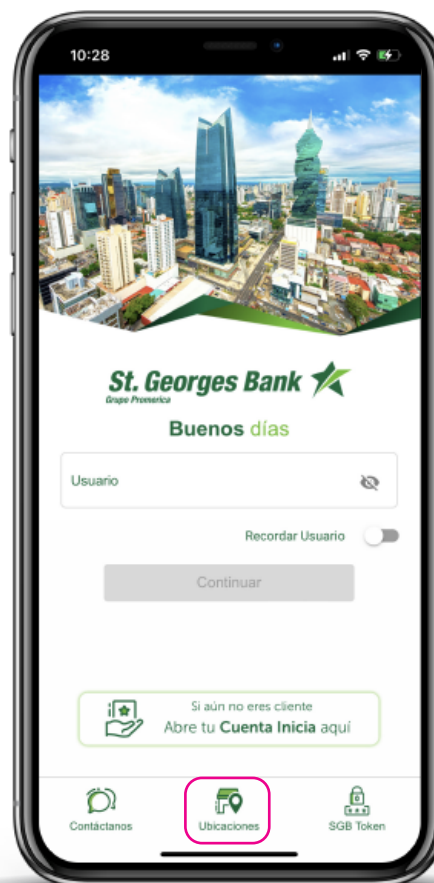 10:28
St. Georges Bank
Grupo Promerica
Buenos días
Usuario
Recordar Usuario
Continuar
Si aún no eres cliente
Abre tu Cuenta Inicia aquí
Contáctanos
Ubicaciones
SGB Token